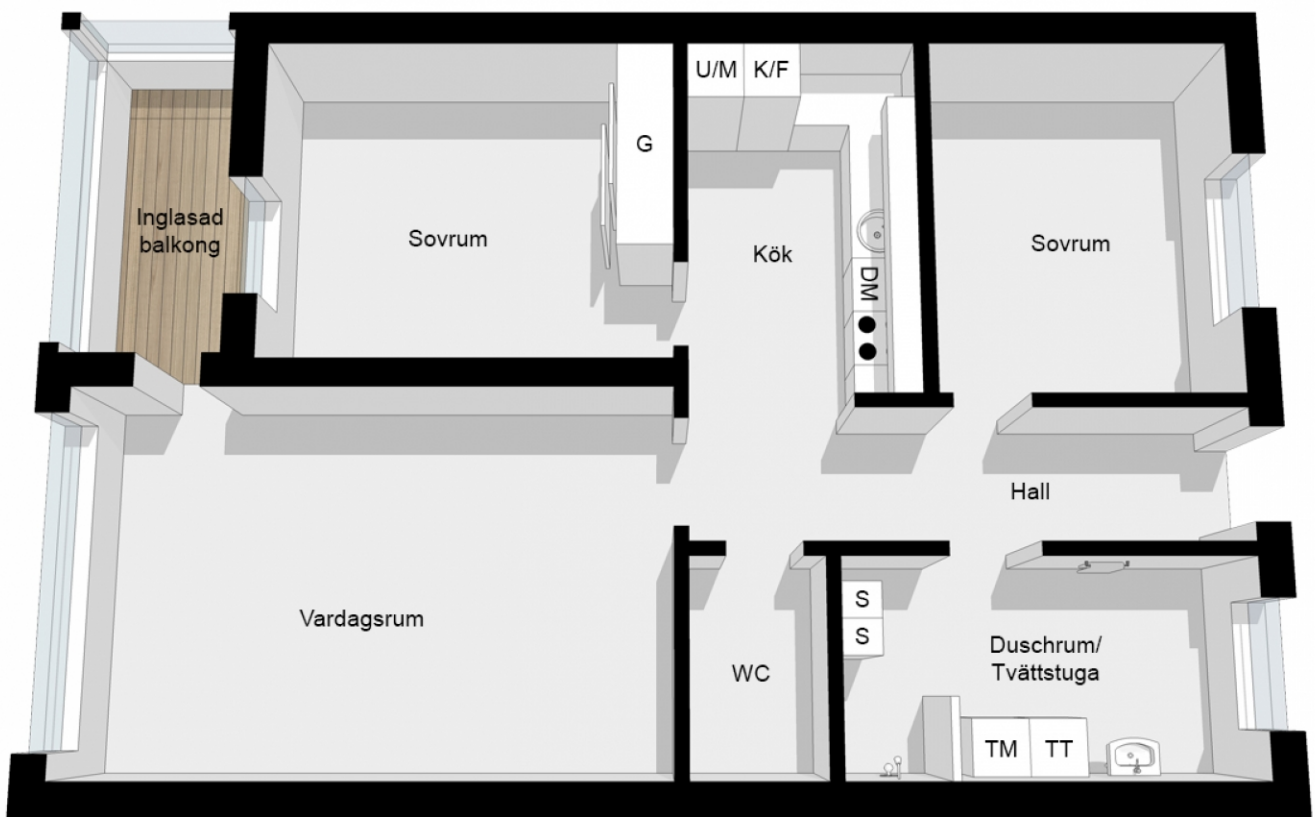 U/M K/F
G
Inglasad
balkong
Sovrum
Kök
Sovrum
DM
Hall
S
S
Vardagsrum
WC
Duschrum/
Tvättstuga
TM TT